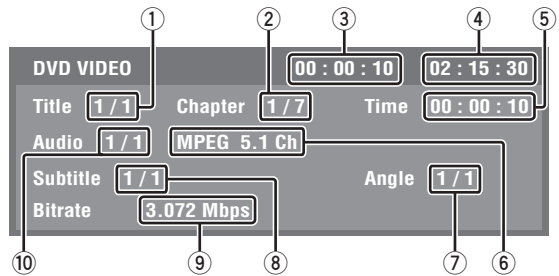 ① ② ③ ④ ⑤
DVD VIDEO 00 : 00 : 10 02 : 15 : 30
Title 1 / 1 Chapter 1 / 7 Time 00 : 00 : 10
Audio 1 / 1 MPEG 5.1 Ch
Subtitle 1 / 1 Angle 1 / 1
Bitrate 3.072 Mbps
⑩ ⑨ ⑧ ⑦ ⑥